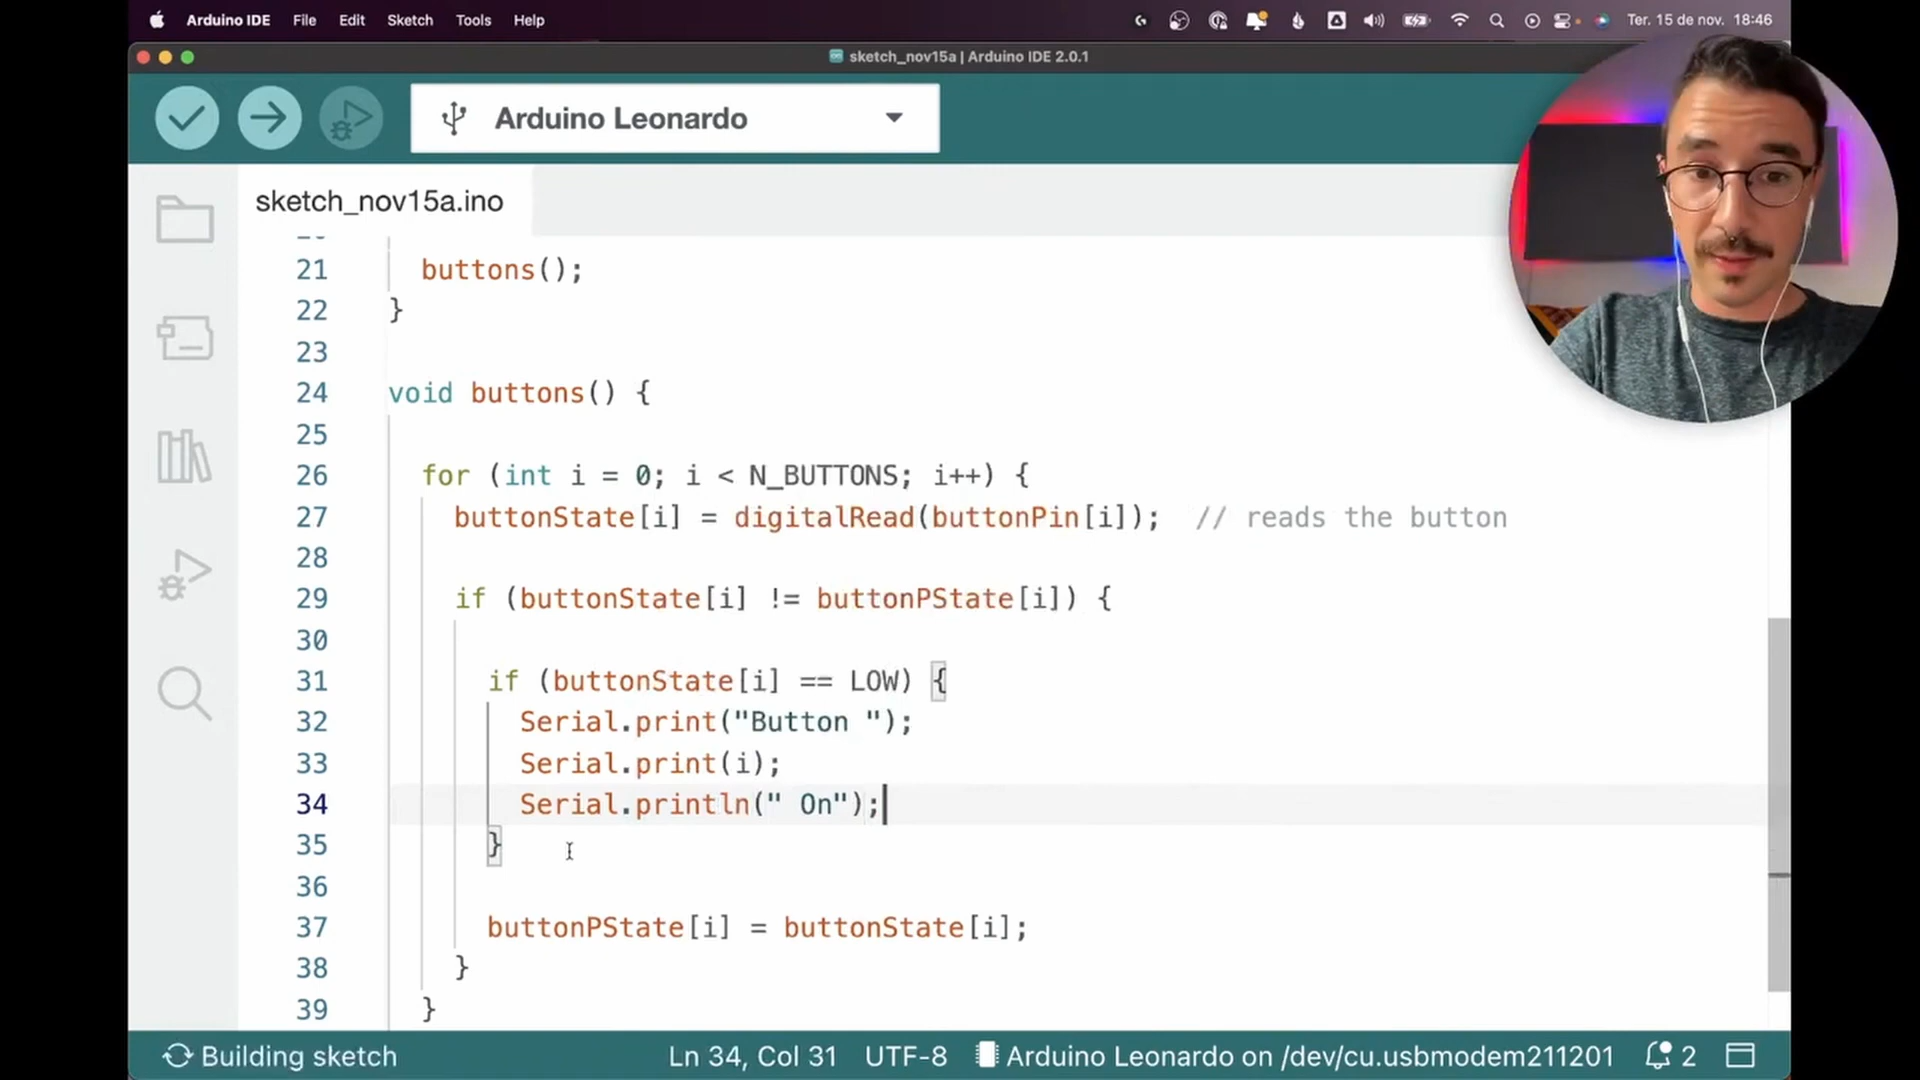 Arduino IDE File Edit Sketch Tools Help Ter. 15 de nov. 18:46
sketch_nov15a | Arduino IDE 2.0.1
Arduino Leonardo
sketch_nov15a.ino
21 buttons();
22 }
23
24 void buttons() {
25
26 for (int i = 0; i < N_BUTTONS; i++) {
27 buttonState[i] = digitalRead(buttonPin[i]); // reads the button
28
29 if (buttonState[i] != buttonPState[i]) {
30
31 if (buttonState[i] == LOW) {
32 Serial.print("Button ");
33 Serial.print(i);
34 Serial.println(" On");
35 }
36
37 buttonPState[i] = buttonState[i];
38 }
39 }
Building sketch Ln 34, Col 31 UTF-8 Arduino Leonardo on /dev/cu.usbmodem211201 2